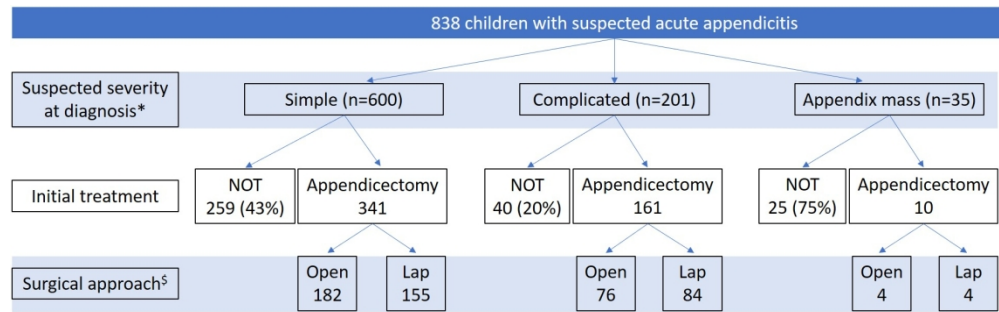 838 children with suspected acute appendicitis
Suspected severity
at diagnosis*
Simple (n=600)
Complicated (n=201)
Appendix mass (n=35)
Initial treatment
NOT
259 (43%)
Appendicectomy
341
NOT
40 (20%)
Appendicectomy
161
NOT
25 (75%)
Appendicectomy
10
Surgical approach$
Open
182
Lap
155
Open
76
Lap
84
Open
4
Lap
4